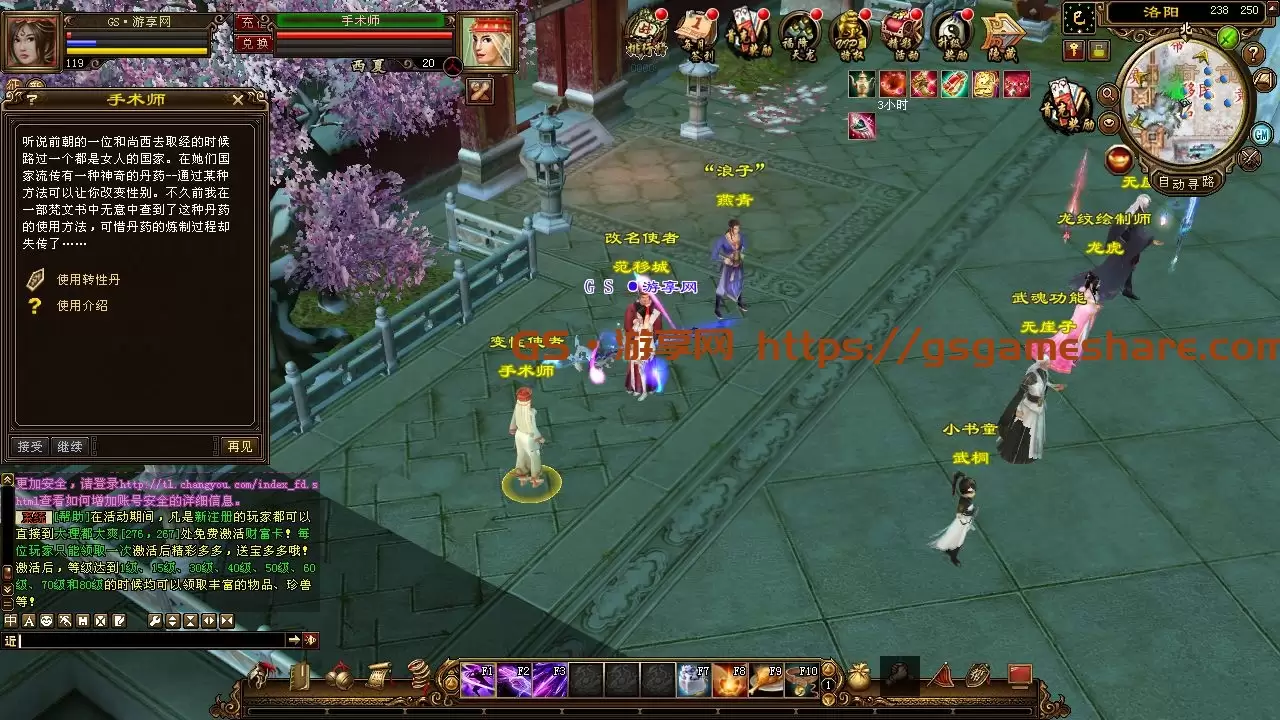 GS·游享网
119
充
兑换
手术师
西夏
20
洛阳
238
250
北
GM
自动寻路
3小时
手术师
听说前朝的一位和尚西去取经的时候
路过一个都是女人的国家。在她们国
家流传有一种神奇的丹药--通过某种
方法可以让你改变性别。不久前我在
一部梵文书中无意中查到了这种丹药
的使用方法，可惜丹药的炼制过程却
失传了……
使用转性丹
使用介绍
接受
继续
再见
“浪子”
燕青
改名使者
范移城
GS
游享网
变性使者
手术师
龙纹绘制师
龙虎
武魂功能
无崖子
小书童
武桐
GS·游享网 https://gsgameshare.com
更加安全，请登录http://tl.changyou.com/index_fd.s
html查看如何增加账号安全的详细信息。
[帮助]在活动期间，凡是新注册的玩家都可以
直接到大理都大爽[276，267]处免费激活财富卡！每
位玩家只能领取一次激活后精彩多多，送宝多多哦！
激活后，等级达到1级、15级、30级、40级、50级、60
级、70级和80级的时候均可以领取丰富的物品、珍兽
等！
近
F1
F2
F3
F7
F8
F9
F10
1